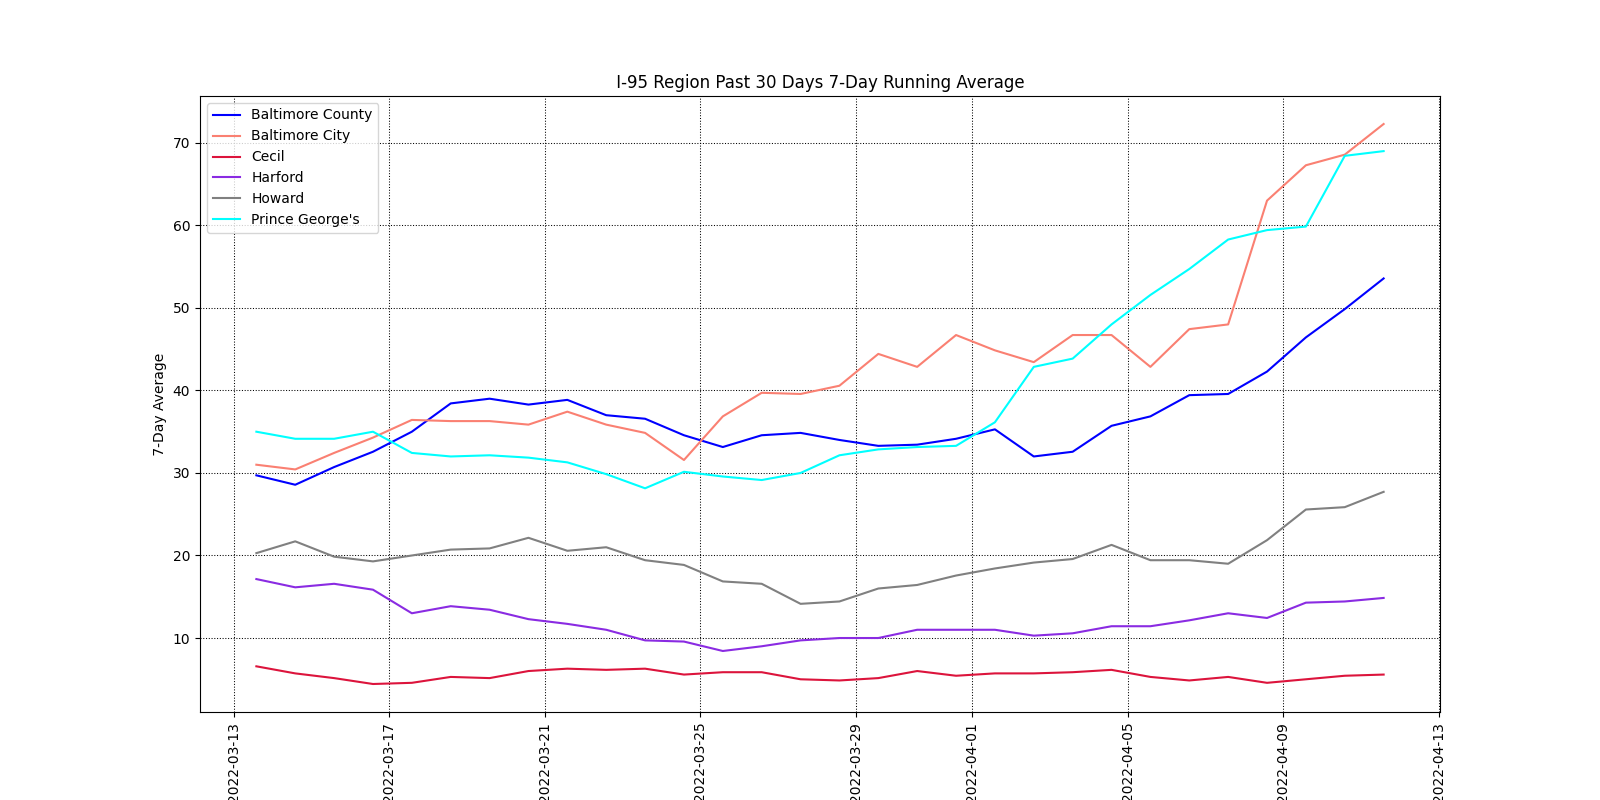 I-95 Region Past 30 Days 7-Day Running Average
Baltimore County
Baltimore City
Cecil
Harford
Howard
Prince George's
7-Day Average
70
60
50
40
30
20
10
2022-03-13
2022-03-17
2022-03-21
2022-03-25
2022-03-29
2022-04-01
2022-04-05
2022-04-09
2022-04-13